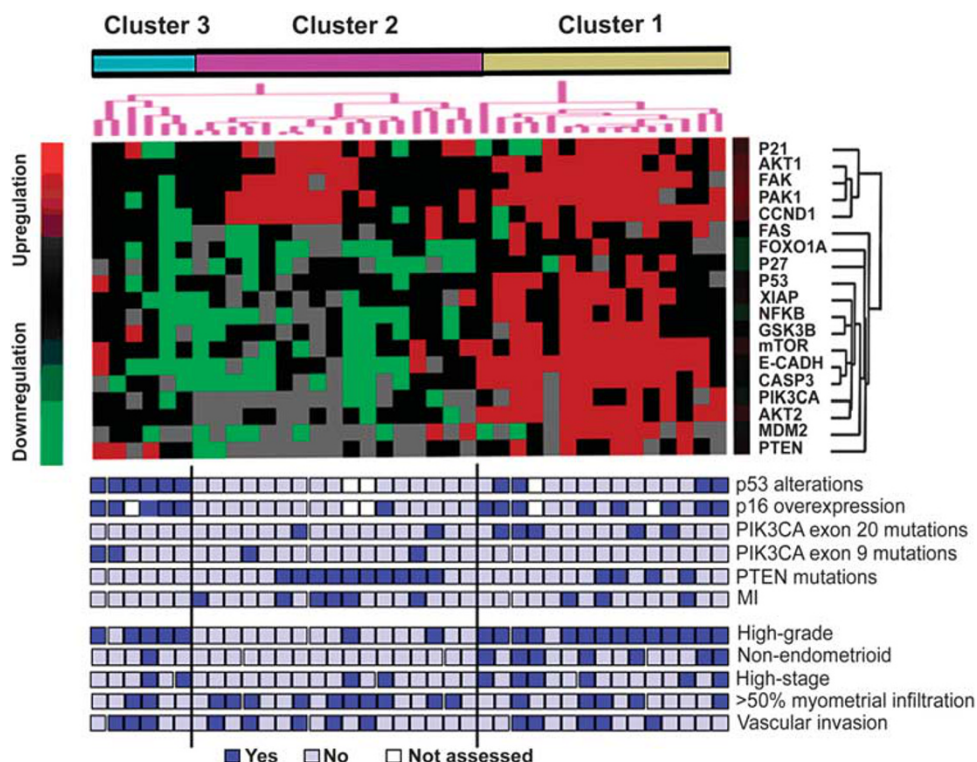 Cluster 3 Cluster 2 Cluster 1
Upregulation
Downregulation
P21
AKT1
FAK
PAK1
CCND1
FAS
FOXO1A
P27
P53
XIAP
NFKB
GSK3B
mTOR
E-CADH
CASP3
PIK3CA
AKT2
MDM2
PTEN
p53 alterations
p16 overexpression
PIK3CA exon 20 mutations
PIK3CA exon 9 mutations
PTEN mutations
MI
High-grade
Non-endometrioid
High-stage
>50% myometrial infiltration
Vascular invasion
Yes No Not assessed